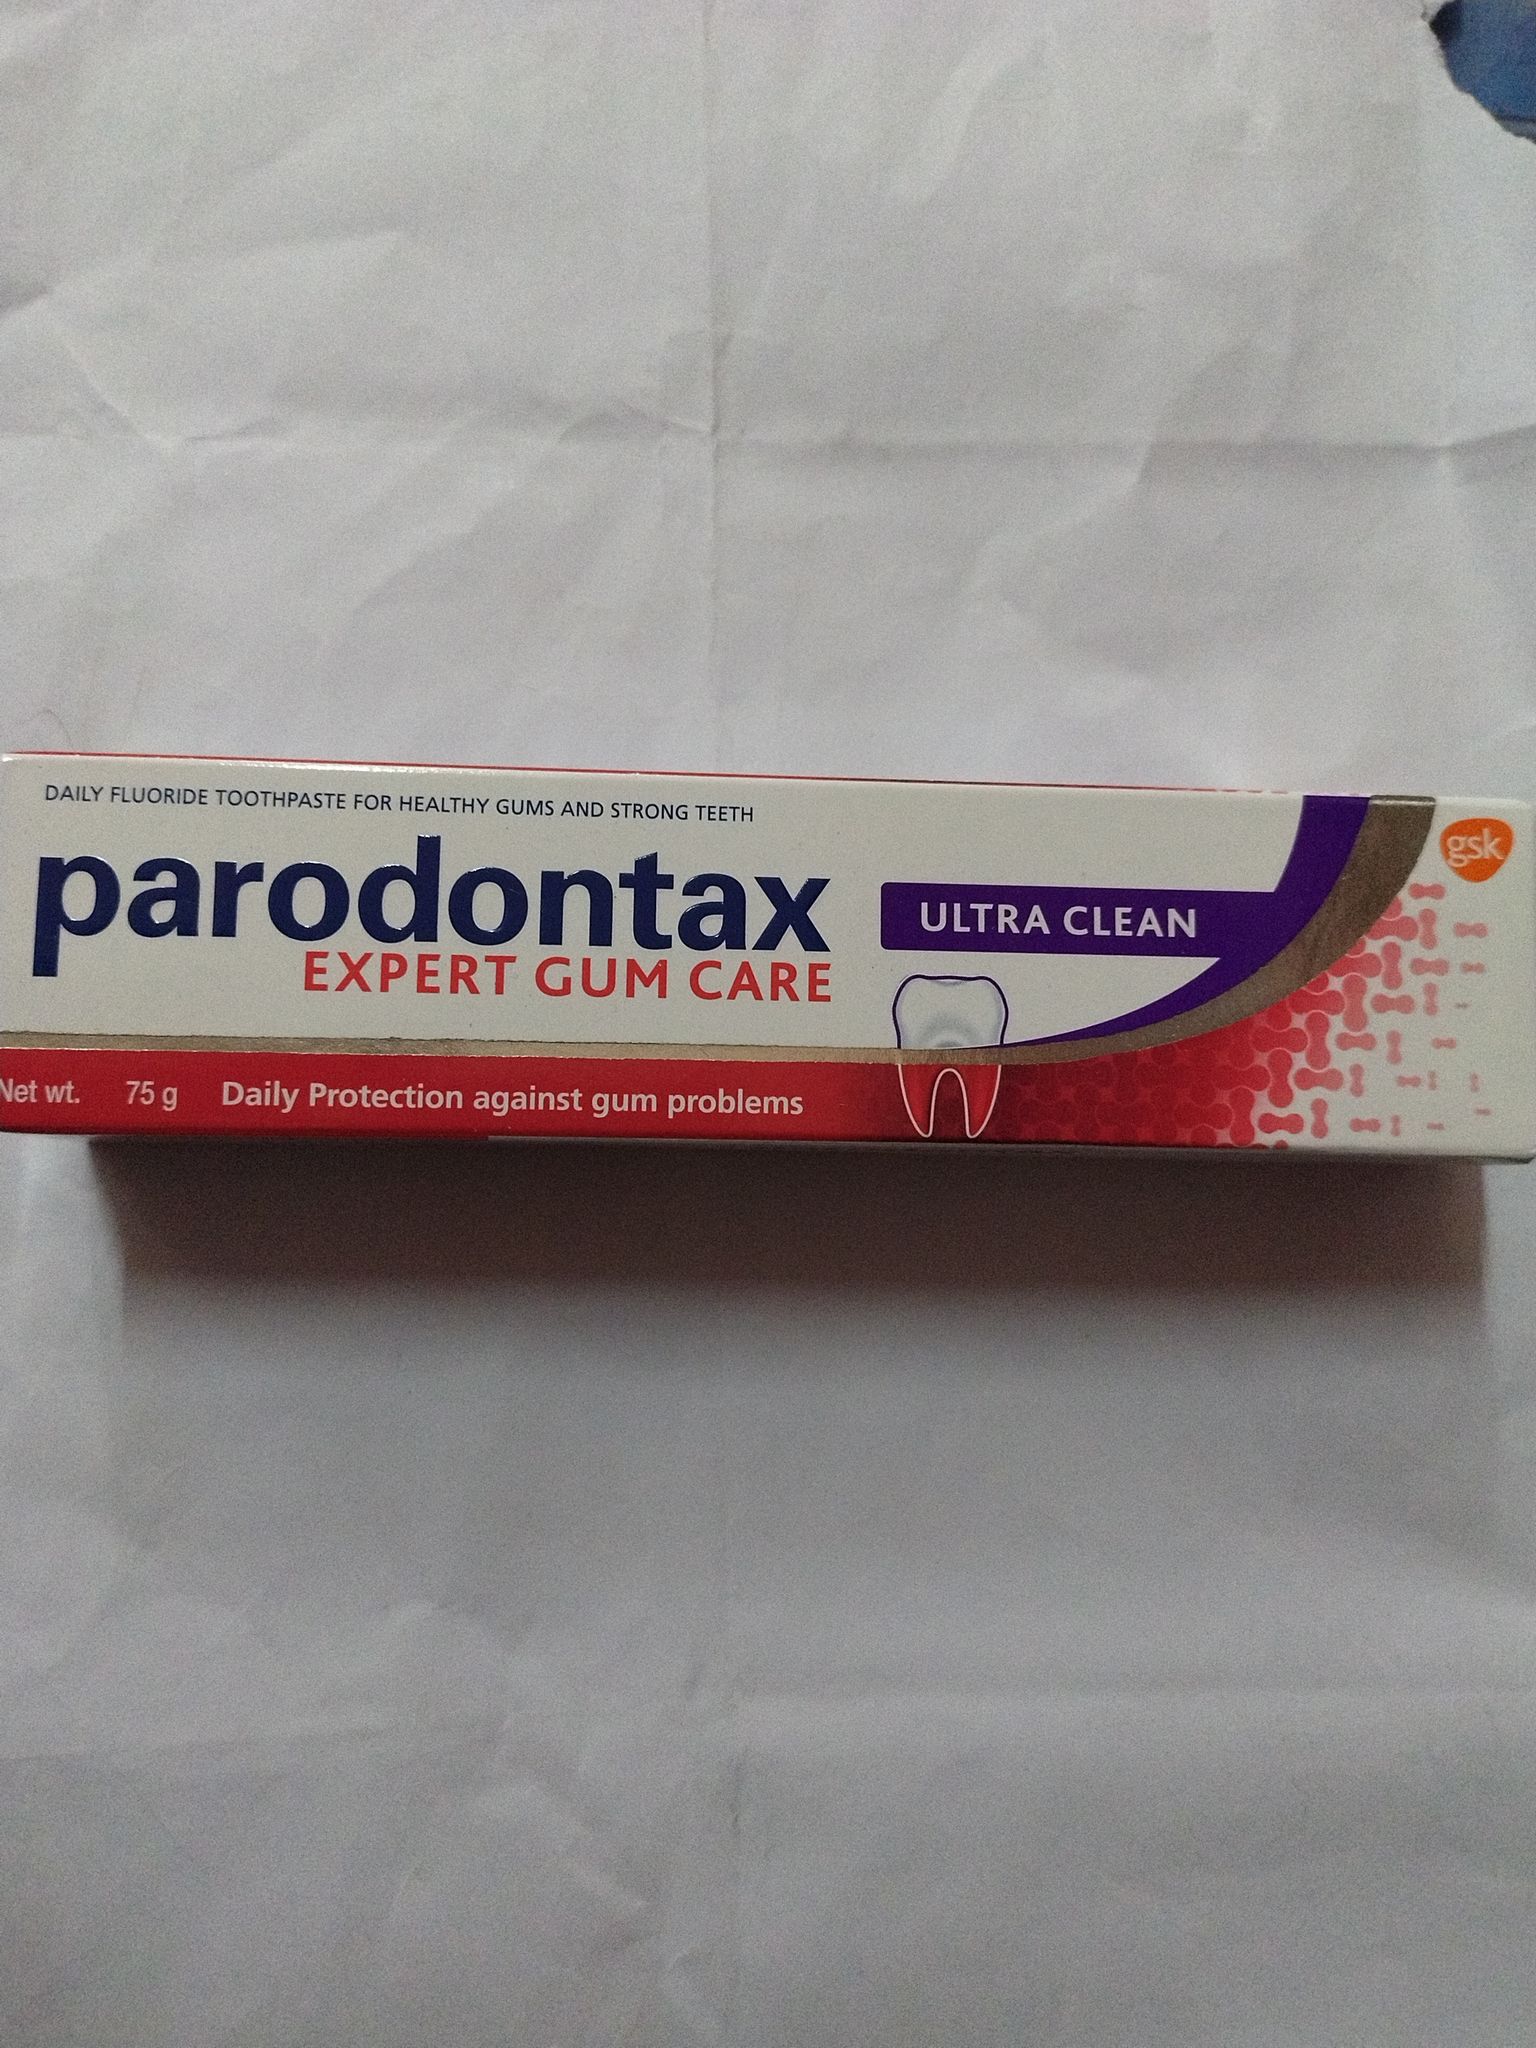 DAILY FLUORIDE TOOTHPASTE FOR HEALTHY GUMS AND STRONG TEETH
parodontax
EXPERT GUM CARE
ULTRA CLEAN
gsk
Net wt. 75 g Daily Protection against gum problems